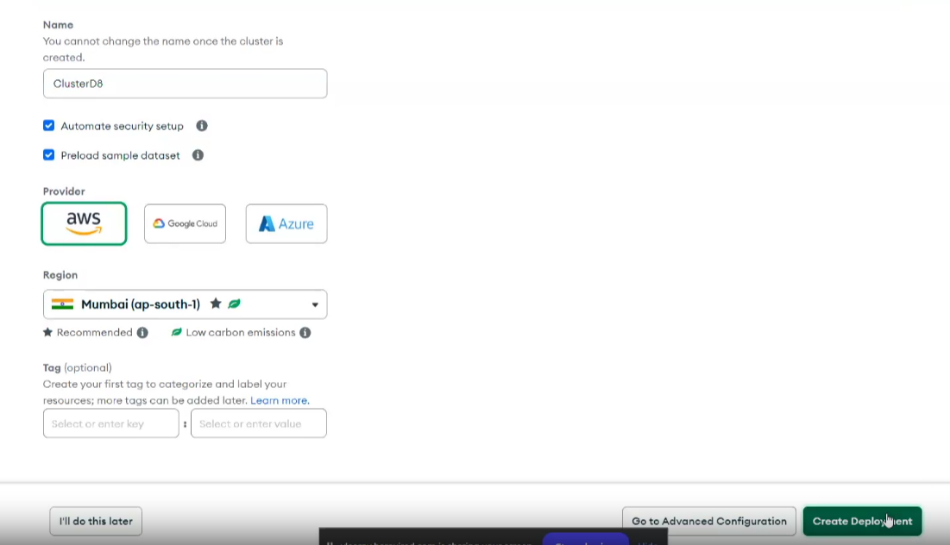 Name
You cannot change the name once the cluster is
created.
ClusterD8
Automate security setup
Preload sample dataset
Provider
aws
Google Cloud
Azure
Region
Mumbai (ap-south-1)
Recommended
Low carbon emissions
Tag (optional)
Create your first tag to categorize and label your
resources; more tags can be added later. Learn more.
Select or enter key : Select or enter value
I'll do this later
Go to Advanced Configuration
Create Deployment